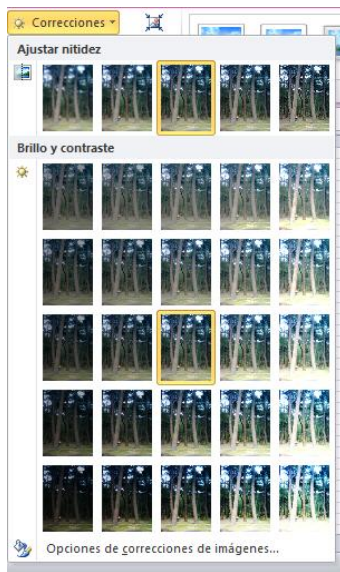 Correcciones
Ajustar nitidez
Brillo y contraste
Opciones de correcciones de imágenes...